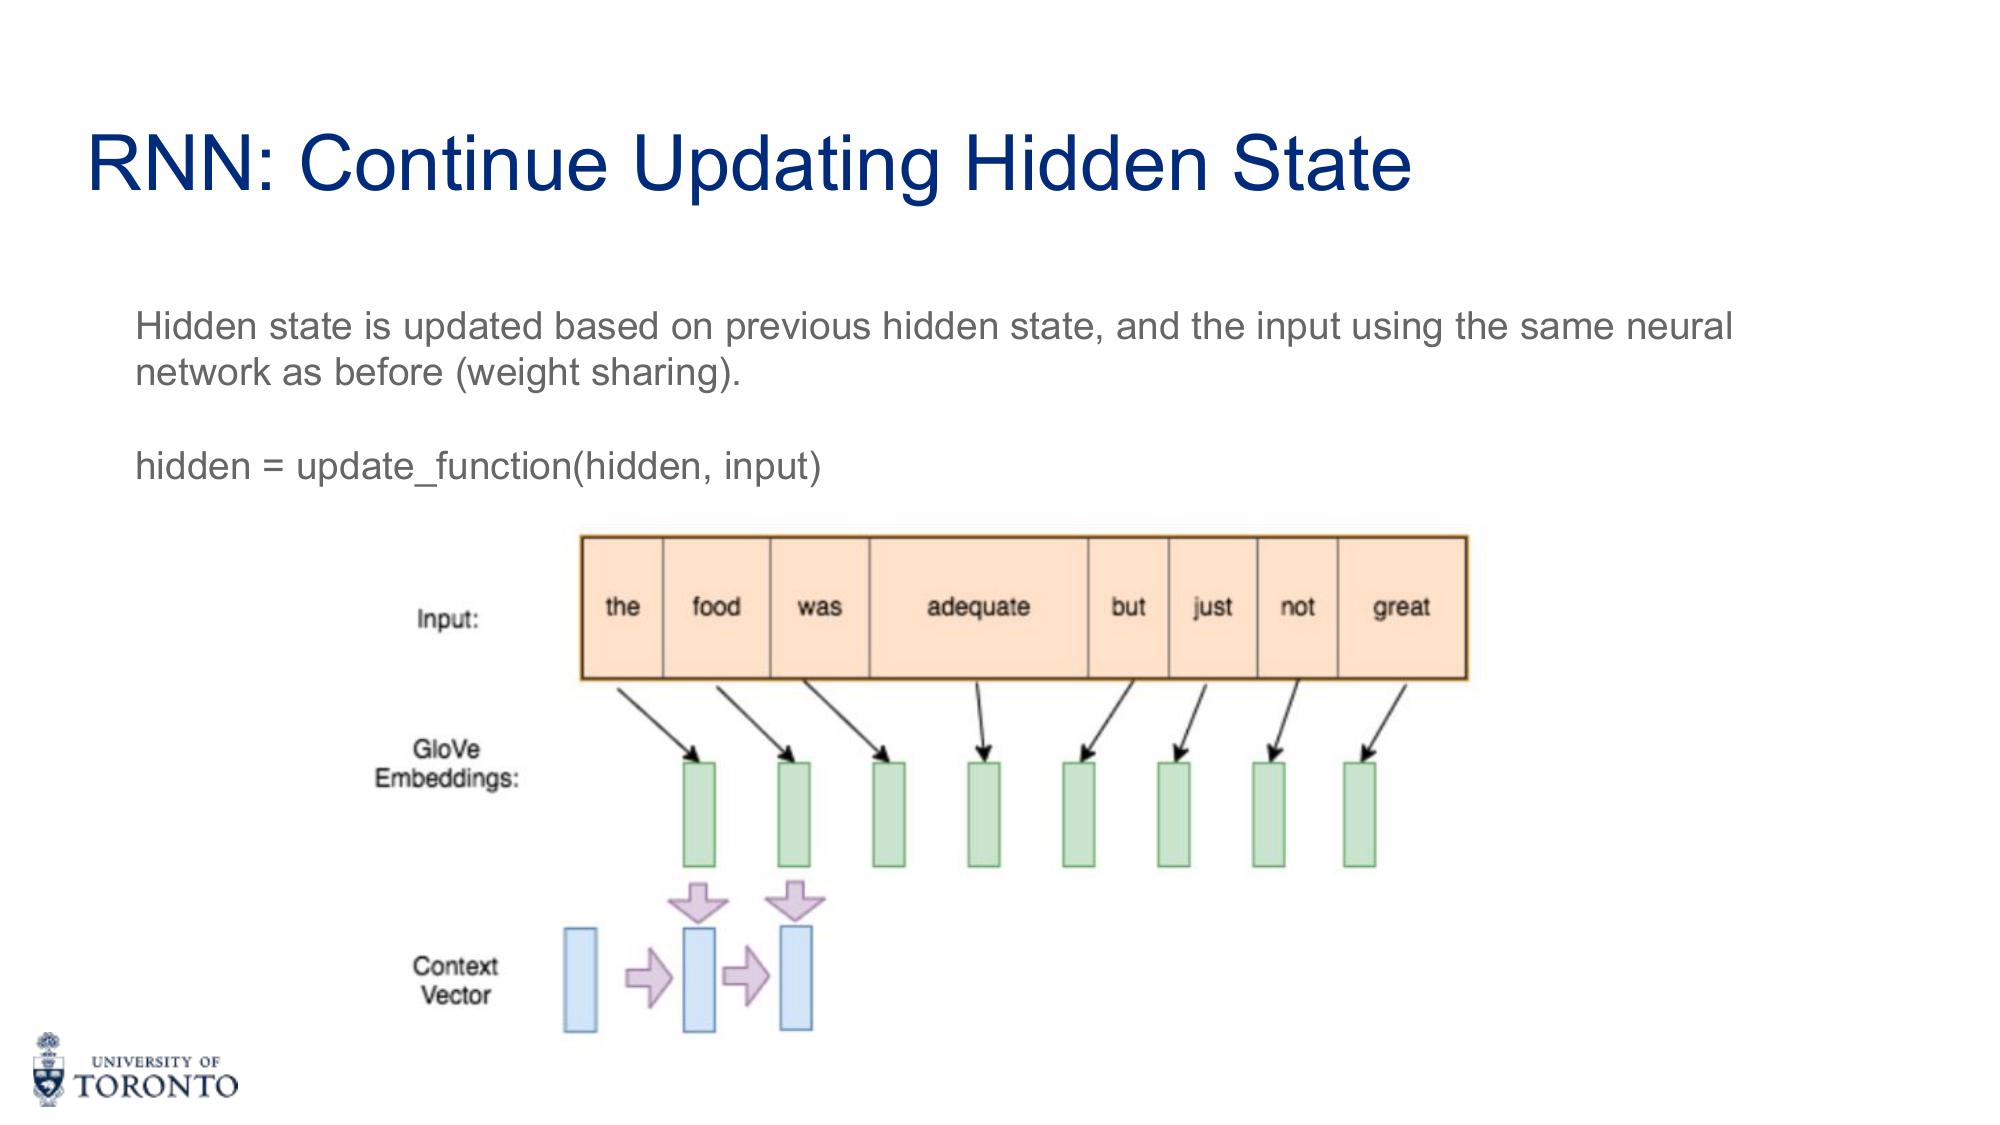 RNN: Continue Updating Hidden State
Hidden state is updated based on previous hidden state, and the input using the same neural
network as before (weight sharing).
hidden = update_function(hidden, input)
Input:
the food was adequate but just not great
GloVe
Embeddings:
Context
Vector
UNIVERSITY OF
TORONTO